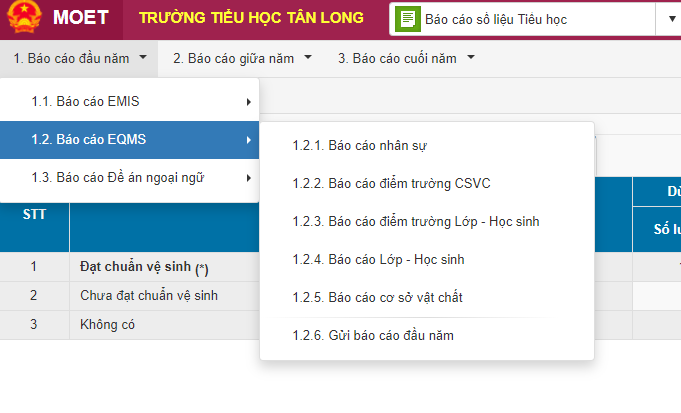 MOET
TRƯỜNG TIỂU HỌC TÂN LONG
Báo cáo số liệu Tiểu học
1. Báo cáo đầu năm
2. Báo cáo giữa năm
3. Báo cáo cuối năm
1.1. Báo cáo EMIS
1.2. Báo cáo EQMS
1.3. Báo cáo Đề án ngoại ngữ
1.2.1. Báo cáo nhân sự
1.2.2. Báo cáo điểm trường CSVC
1.2.3. Báo cáo điểm trường Lớp - Học sinh
1.2.4. Báo cáo Lớp - Học sinh
1.2.5. Báo cáo cơ sở vật chất
1.2.6. Gửi báo cáo đầu năm
STT
Số
1 Đạt chuẩn vệ sinh (*)
2 Chưa đạt chuẩn vệ sinh
3 Không có